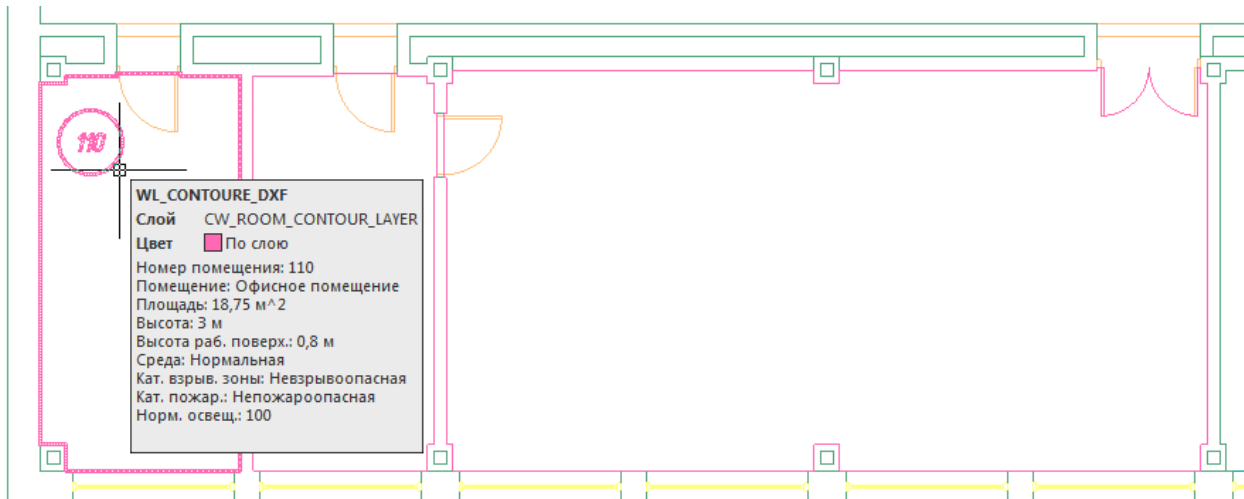 110
WL_CONTOURE_DXF
Слой CW_ROOM_CONTOUR_LAYER
Цвет По слою
Номер помещения: 110
Помещение: Офисное помещение
Площадь: 18,75 м^2
Высота: 3 м
Высота раб. поверх.: 0,8 м
Среда: Нормальная
Кат. взрыв. зоны: Невзрывоопасная
Кат. пожар.: Непожароопасная
Норм. освещ.: 100